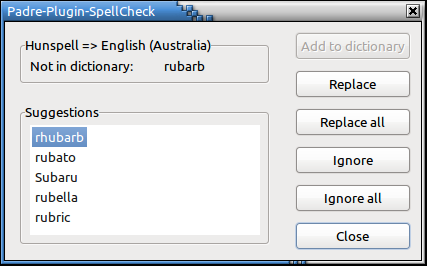 Padre-Plugin-SpellCheck
Hunspell => English (Australia)
Not in dictionary: rubarb
Suggestions
rhubarb
rubato
Subaru
rubella
rubric
Add to dictionary
Replace
Replace all
Ignore
Ignore all
Close